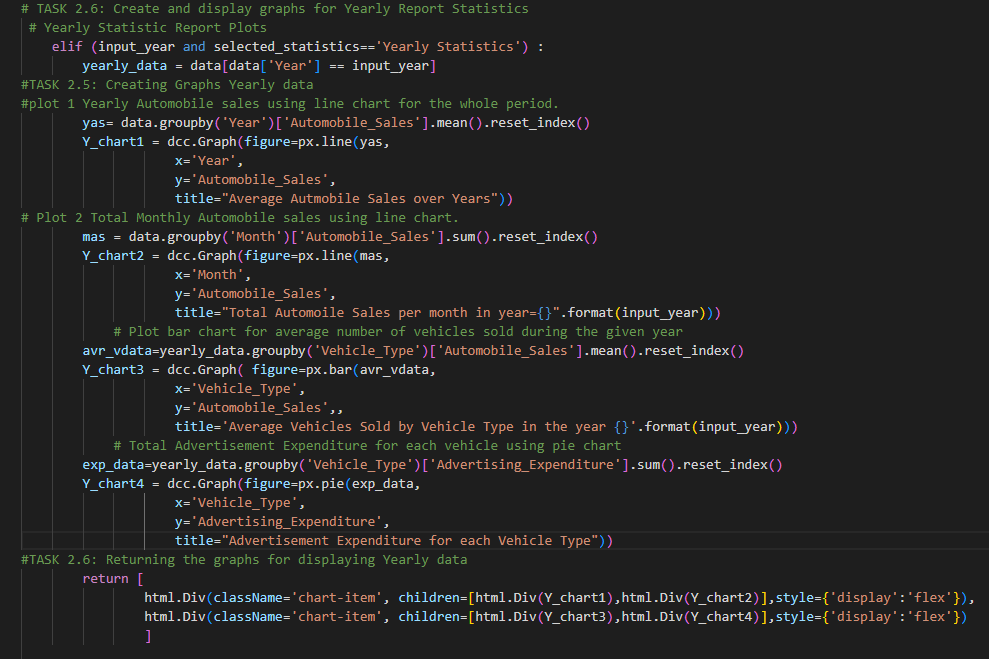 # TASK 2.6: Create and display graphs for Yearly Report Statistics
# Yearly Statistic Report Plots
elif (input_year and selected_statistics=='Yearly Statistics') :
yearly_data = data[data['Year'] == input_year]
#TASK 2.5: Creating Graphs Yearly data
#plot 1 Yearly Automobile sales using line chart for the whole period.
yas= data.groupby('Year')['Automobile_Sales'].mean().reset_index()
Y_chart1 = dcc.Graph(figure=px.line(yas,
x='Year',
y='Automobile_Sales',
title="Average Autmobile Sales over Years"))
# Plot 2 Total Monthly Automobile sales using line chart.
mas = data.groupby('Month')['Automobile_Sales'].sum().reset_index()
Y_chart2 = dcc.Graph(figure=px.line(mas,
x='Month',
y='Automobile_Sales',
title="Total Automoile Sales per month in year={}".format(input_year)))
# Plot bar chart for average number of vehicles sold during the given year
avr_vdata=yearly_data.groupby('Vehicle_Type')['Automobile_Sales'].mean().reset_index()
Y_chart3 = dcc.Graph( figure=px.bar(avr_vdata,
x='Vehicle_Type',
y='Automobile_Sales',,
title='Average Vehicles Sold by Vehicle Type in the year {}'.format(input_year)))
# Total Advertisement Expenditure for each vehicle using pie chart
exp_data=yearly_data.groupby('Vehicle_Type')['Advertising_Expenditure'].sum().reset_index()
Y_chart4 = dcc.Graph(figure=px.pie(exp_data,
x='Vehicle_Type',
y='Advertising_Expenditure',
title="Advertisement Expenditure for each Vehicle Type"))
#TASK 2.6: Returning the graphs for displaying Yearly data
return [
html.Div(className='chart-item', children=[html.Div(Y_chart1),html.Div(Y_chart2)],style={'display':'flex'}),
html.Div(className='chart-item', children=[html.Div(Y_chart3),html.Div(Y_chart4)],style={'display':'flex'})
]